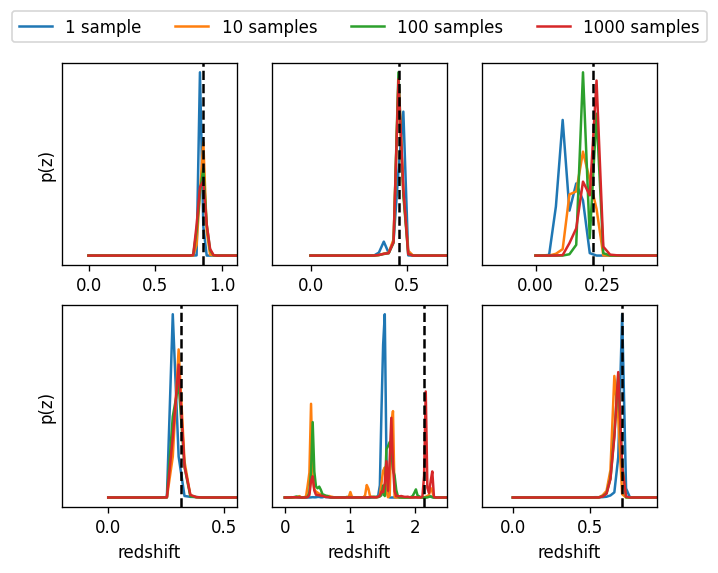 1 sample 10 samples 100 samples 1000 samples
p(z)
0.0 0.5 1.0 0.0 0.5 0.00 0.25
p(z)
0.0 0.5 0 1 2 0.0 0.5
redshift redshift redshift